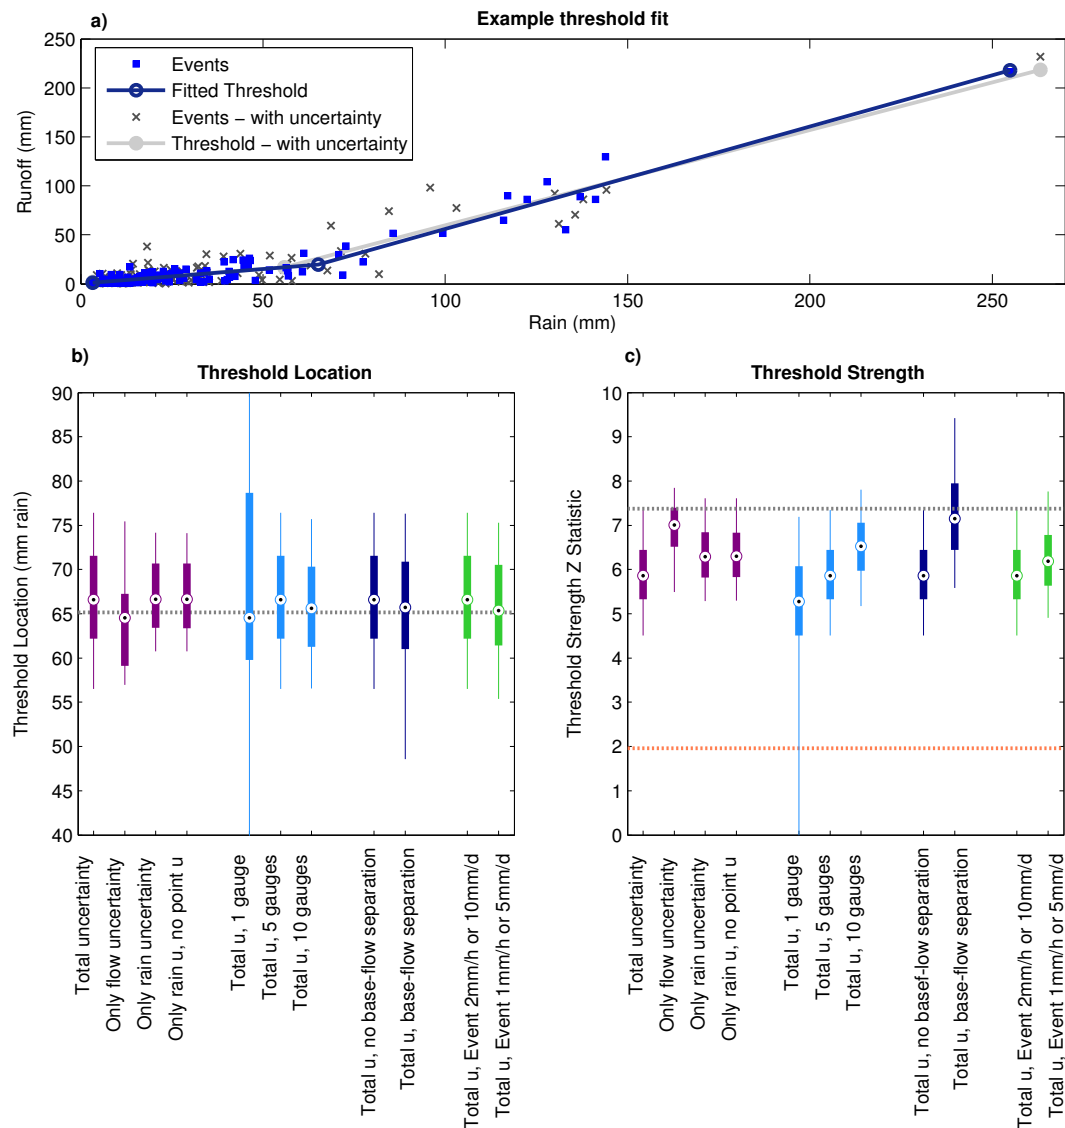 a)
Example threshold fit
250
200
150
100
50
0
Runoff (mm)
Events
Fitted Threshold
Events − with uncertainty
Threshold − with uncertainty
0 50 100 150 200 250
Rain (mm)
b)
Threshold Location
90
85
80
75
70
65
60
55
50
45
40
Threshold Location (mm rain)
Total uncertainty
Only flow uncertainty
Only rain uncertainty
Only rain u, no point u
Total u, 1 gauge
Total u, 5 gauges
Total u, 10 gauges
Total u, no base-flow separation
Total u, base-flow separation
Total u, Event 2mm/h or 10mm/d
Total u, Event 1mm/h or 5mm/d
c)
Threshold Strength
10
9
8
7
6
5
4
3
2
1
0
Threshold Strength Z Statistic
Total uncertainty
Only flow uncertainty
Only rain uncertainty
Only rain u, no point u
Total u, 1 gauge
Total u, 5 gauges
Total u, 10 gauges
Total u, no basef-low separation
Total u, base-flow separation
Total u, Event 2mm/h or 10mm/d
Total u, Event 1mm/h or 5mm/d